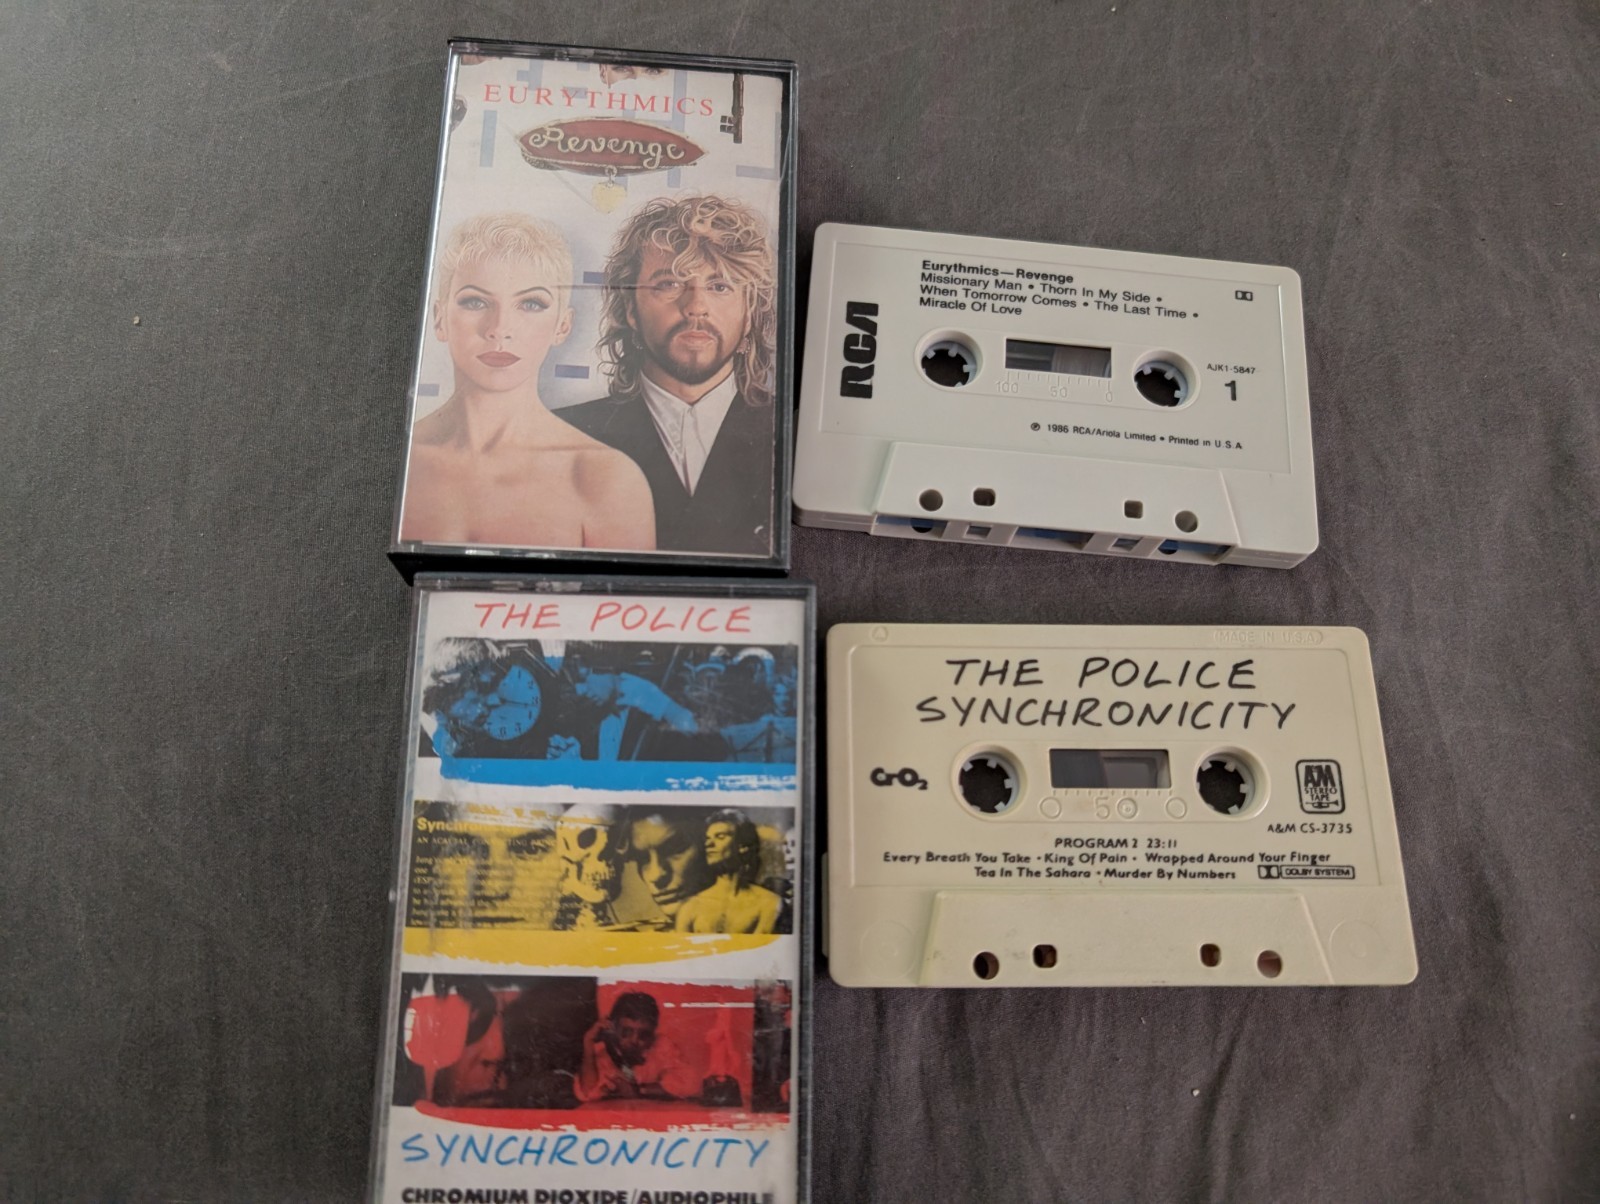 EURYTHMICS
Revenge
Eurythmics—Revenge
Missionary Man • Thorn In My Side •
When Tomorrow Comes • The Last Time •
Miracle Of Love
RCA
100 50 0
AJK1-5847
1
℗ 1986 RCA/Ariola Limited • Printed in U.S.A.
THE POLICE
SYNCHRONICITY
CHROMIUM DIOXIDE/AUDIOPHILE
MADE IN U.S.A.
THE POLICE
SYNCHRONICITY
CrO2
50
A&M
STEREO
TAPE
A&M CS-3735
PROGRAM 2 23:11
Every Breath You Take • King Of Pain • Wrapped Around Your Finger
Tea In The Sahara • Murder By Numbers
DOLBY SYSTEM